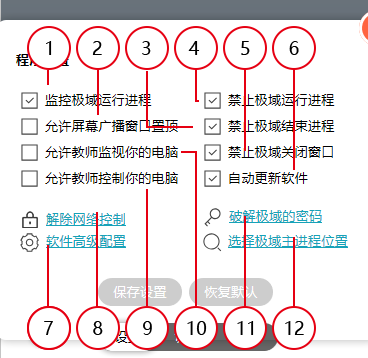 1 2 3 4 5 6
监控极域运行进程 禁止极域运行进程
允许屏幕广播窗口置顶 禁止极域结束进程
允许教师监视你的电脑 禁止极域关闭窗口
允许教师控制你的电脑 自动更新软件
解除网络控制 破解极域的密码
软件高级配置 选择极域主进程位置
保存设置 恢复默认
7 8 9 10 11 12